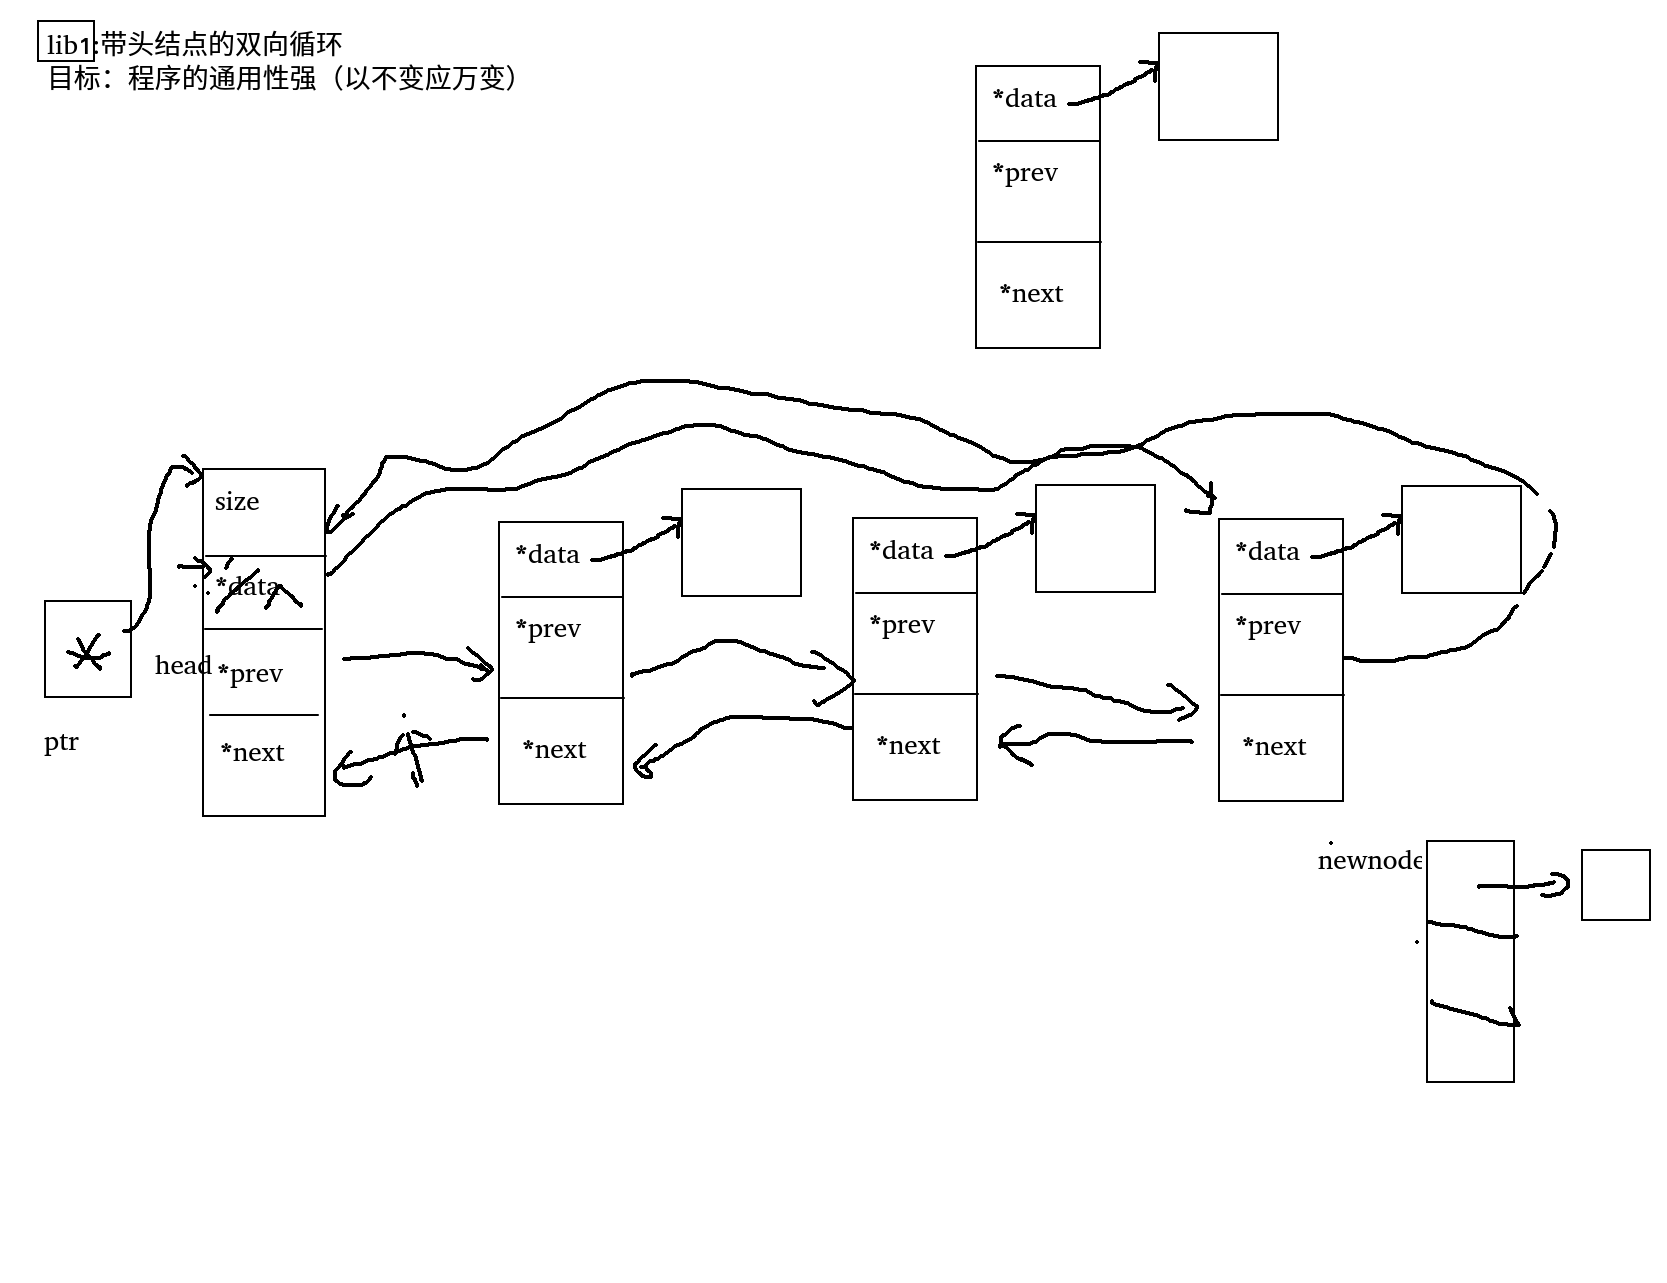 lib1:带头结点的双向循环
目标：程序的通用性强（以不变应万变）
*data
*prev
*next
size
*data
head
*prev
*next
ptr
*data
*prev
*next
*data
*prev
*next
*data
*prev
*next
newnode